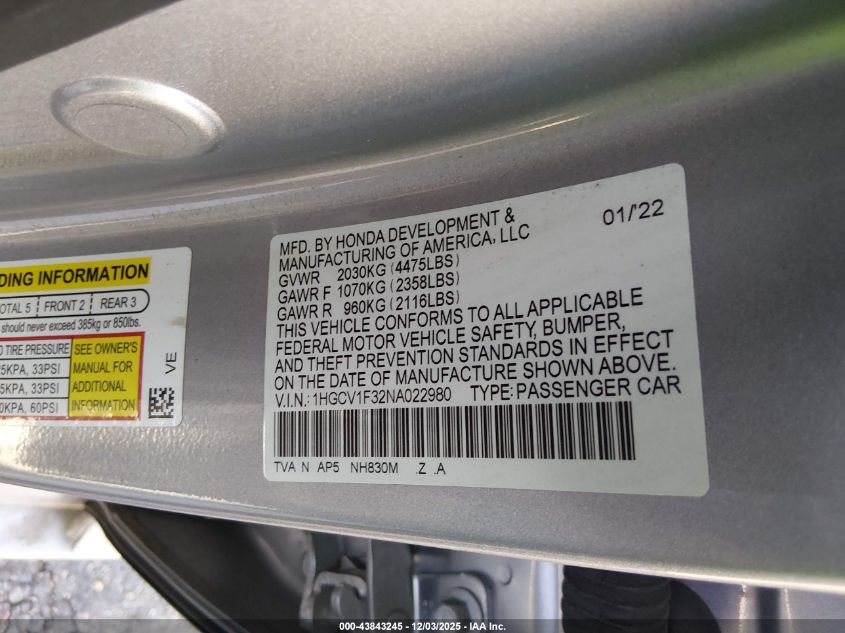 DING INFORMATION
OTAL 5 FRONT 2 REAR 3
should never exceed 385kg or 850lbs.
TIRE PRESSURE
5KPA, 33PSI
5KPA, 33PSI
0KPA, 60PSI
SEE OWNER'S
MANUAL FOR
ADDITIONAL
INFORMATION
VE
01/'22
MFD. BY HONDA DEVELOPMENT &
MANUFACTURING OF AMERICA, LLC
GVWR 2030KG (4475LBS)
GAWR F 1070KG (2358LBS)
GAWR R 960KG (2116LBS)
THIS VEHICLE CONFORMS TO ALL APPLICABLE
FEDERAL MOTOR VEHICLE SAFETY, BUMPER,
AND THEFT PREVENTION STANDARDS IN EFFECT
ON THE DATE OF MANUFACTURE SHOWN ABOVE.
V.I.N.: 1HGCV1F32NA022980 TYPE: PASSENGER CAR
TVA N AP5 NH830M .Z .A
000-43843245 - 12/03/2025 - IAA Inc.